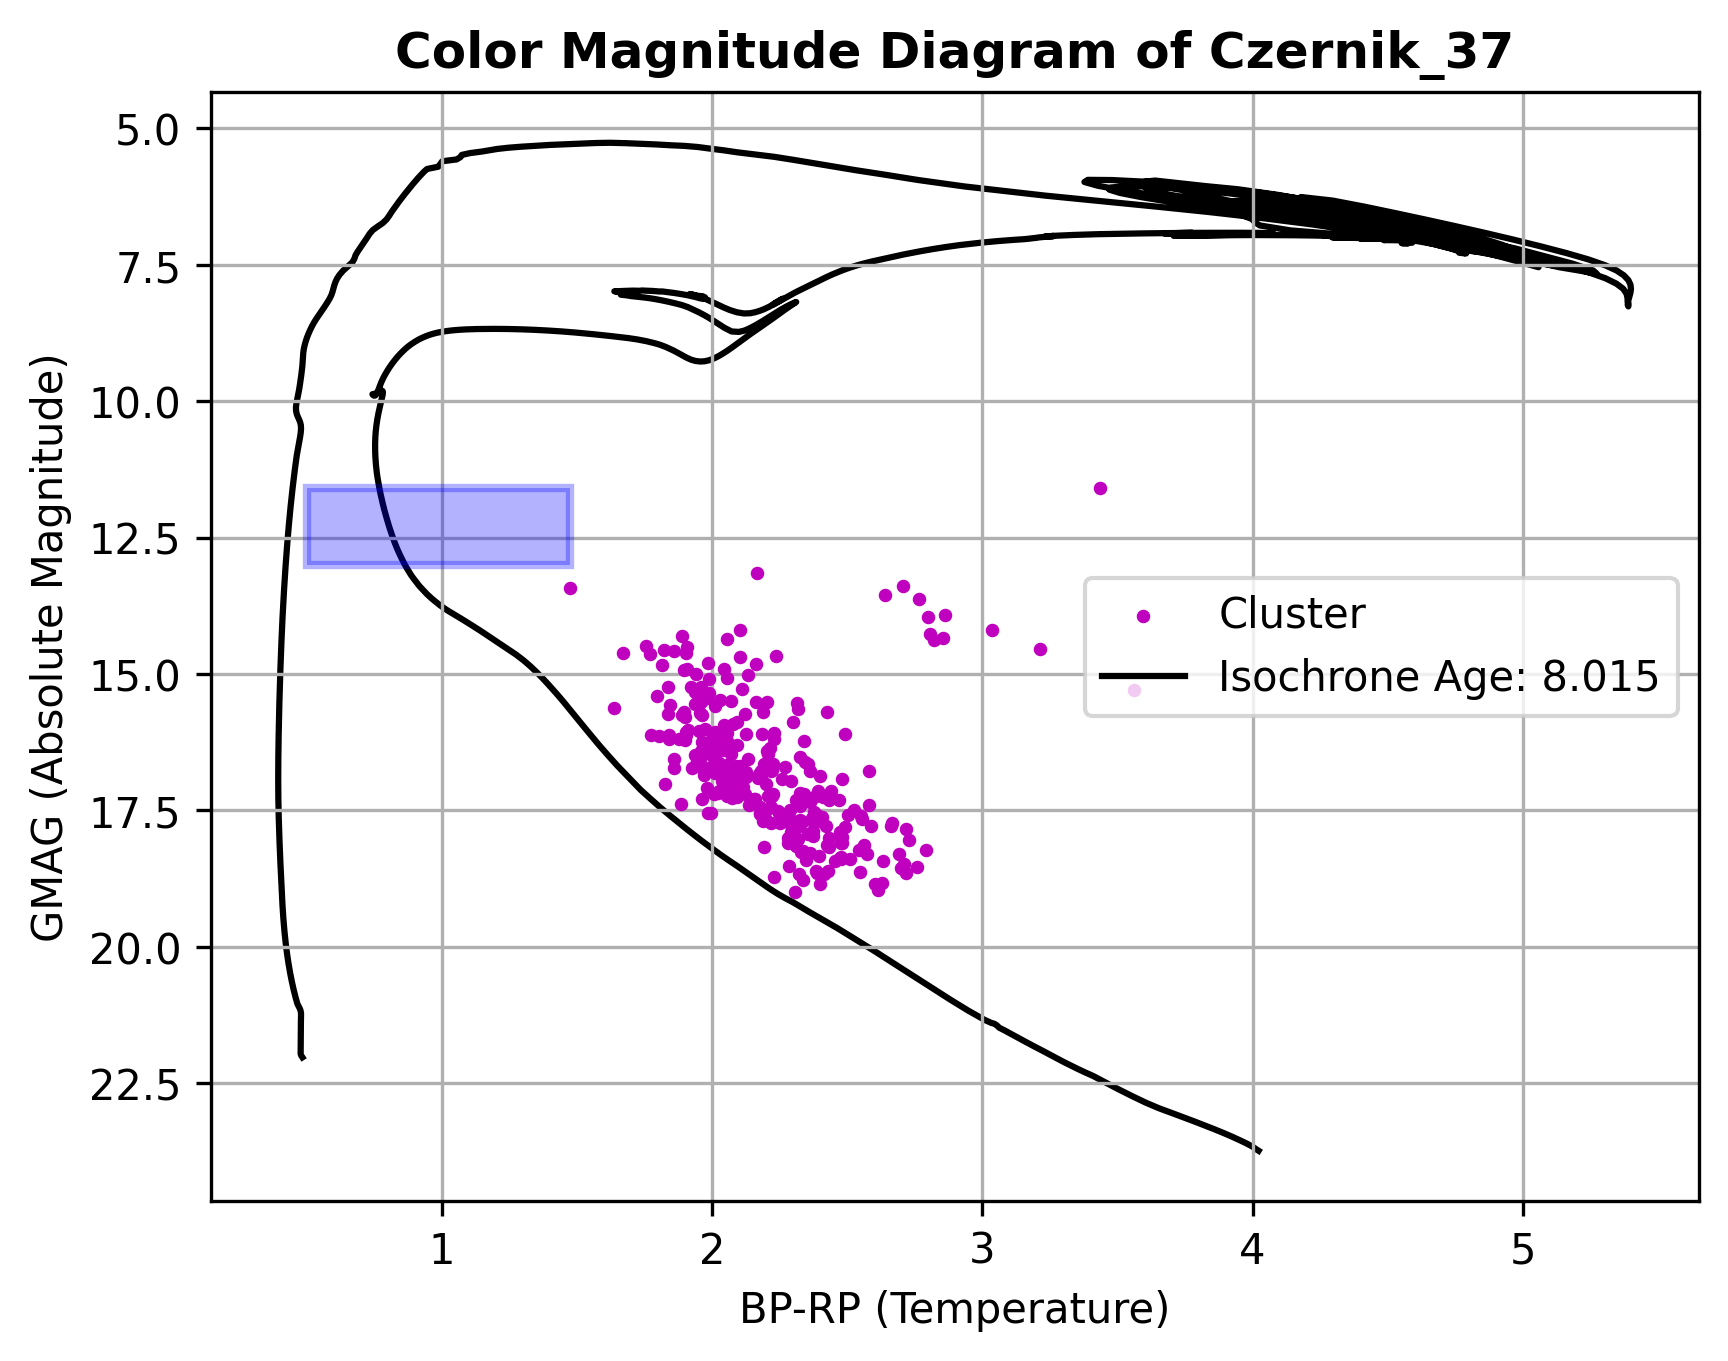 Color Magnitude Diagram of Czernik_37
GMAG (Absolute Magnitude)
5.0
7.5
10.0
12.5
15.0
17.5
20.0
22.5
Cluster
Isochrone Age: 8.015
1 2 3 4 5
BP-RP (Temperature)